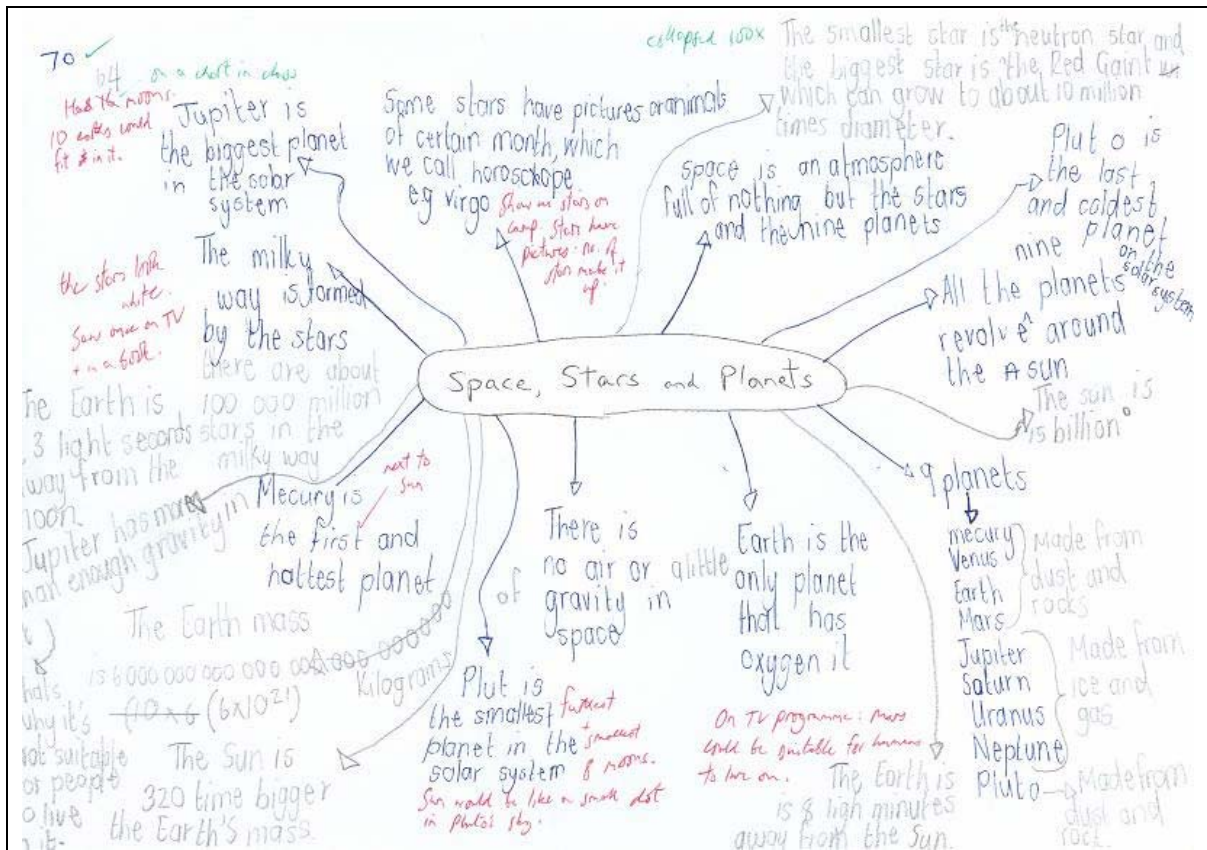 70 ✓
64
on a chart in class
Has the moons.
10 earths would
fit in it.
Jupiter is
the biggest planet
in the solar
system
Some stars have pictures or animals
of certain month, which
we call horoschope
e.g virgo
Show us stars on
camp. Stars have
pictures. no. of
stars make it
up.
collapsed 100x
The smallest star is the neutron star and
the biggest star is the Red Gaint
which can grow to about 10 million
times diameter.
space is an atmosphere
full of nothing but the stars
and the nine planets
Pluto is
the last
and coldest
planet
on the
solar system
nine
All the planets
revolve ^ around
the sun
The sun is
is billion°
the stars look
white.
Saw once on TV
+ in a book.
The milky
way is formed
by the stars
there are about
100 000 million
stars in the
milky way
The Earth is
.3 light seconds
away from the
moon.
Jupiter has more
than enough gravity in
thats
why it's
not suitable
for people
to live
in it.
Mecury is
the first and
hottest planet
next to
sun
Space, Stars and Planets
There is
no air or alittle
of
gravity in
space
Earth is the
only planet
that has
oxygen it
9 planets
mecury
Venus
Earth
Mars
Made from
dust and
rocks
Jupiter
Saturn
Uranus
Neptune
Made from
ice and
gas
Pluto
Made from
dust and
rock.
The Earth mass
is 6000 000 000 000 000 000 000
Kilograms
(10x6 (6x10²¹)
The Sun is
320 time bigger
the Earth's mass.
Plut is
the smallest
planet in the
solar system
furthest
+ smallest
8 moons.
Sun would be like a small dot
in pluto's sky.
On TV programme: mars
could be suitable for humans
to live on.
The Earth is
is 8 ligh minutes
away from the Sun.